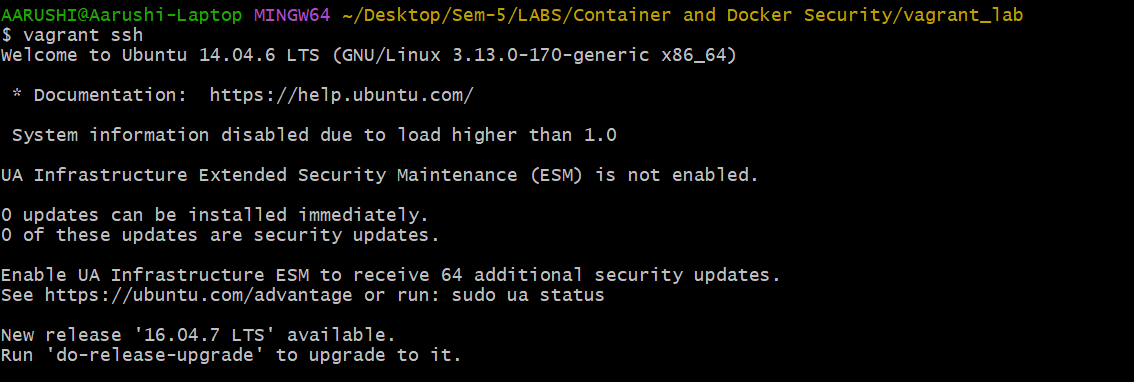 AARUSHI@Aarushi-Laptop MINGW64 ~/Desktop/Sem-5/LABS/Container and Docker Security/vagrant_lab
$ vagrant ssh
Welcome to Ubuntu 14.04.6 LTS (GNU/Linux 3.13.0-170-generic x86_64)
* Documentation:  https://help.ubuntu.com/
System information disabled due to load higher than 1.0
UA Infrastructure Extended Security Maintenance (ESM) is not enabled.
0 updates can be installed immediately.
0 of these updates are security updates.
Enable UA Infrastructure ESM to receive 64 additional security updates.
See https://ubuntu.com/advantage or run: sudo ua status
New release '16.04.7 LTS' available.
Run 'do-release-upgrade' to upgrade to it.